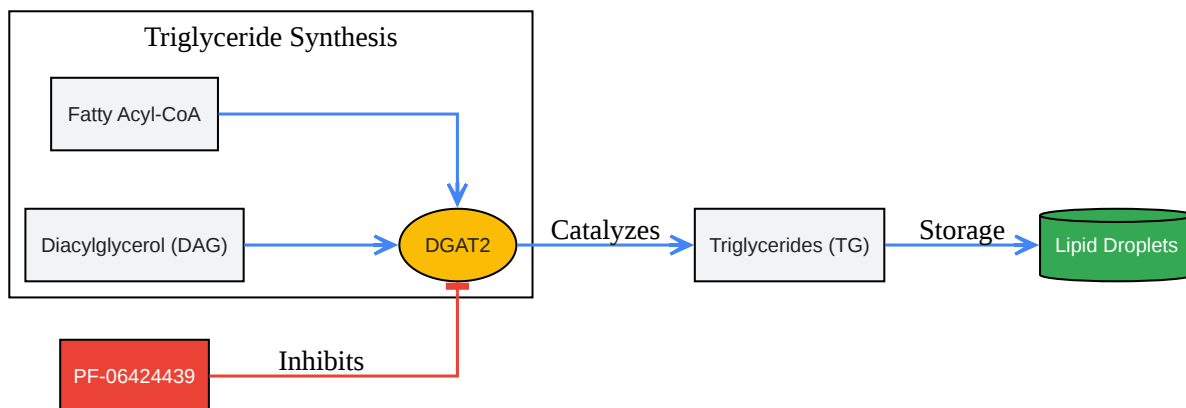 Triglyceride Synthesis
Fatty Acyl-CoA
Diacylglycerol (DAG)
DGAT2
Catalyzes
Triglycerides (TG)
Storage
Lipid Droplets
PF-06424439
Inhibits